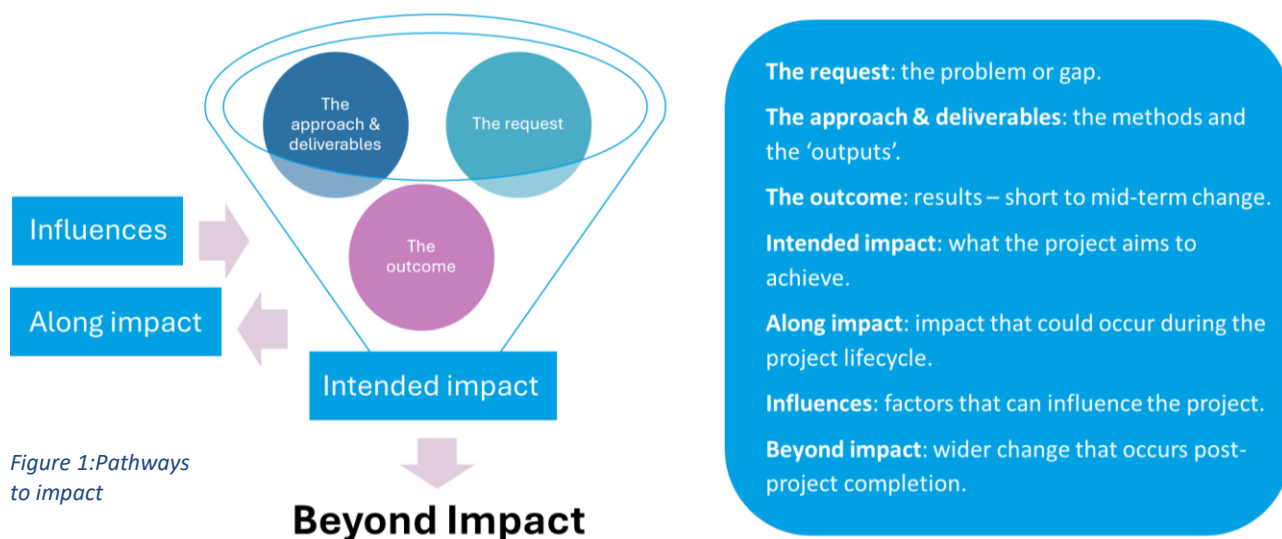 The
approach &
deliverables
The request
The
outcome
Influences
Along impact
Intended impact
Figure 1:Pathways
to impact
Beyond Impact
The request: the problem or gap.
The approach & deliverables: the methods and
the ‘outputs’.
The outcome: results – short to mid-term change.
Intended impact: what the project aims to
achieve.
Along impact: impact that could occur during the
project lifecycle.
Influences: factors that can influence the project.
Beyond impact: wider change that occurs post-
project completion.